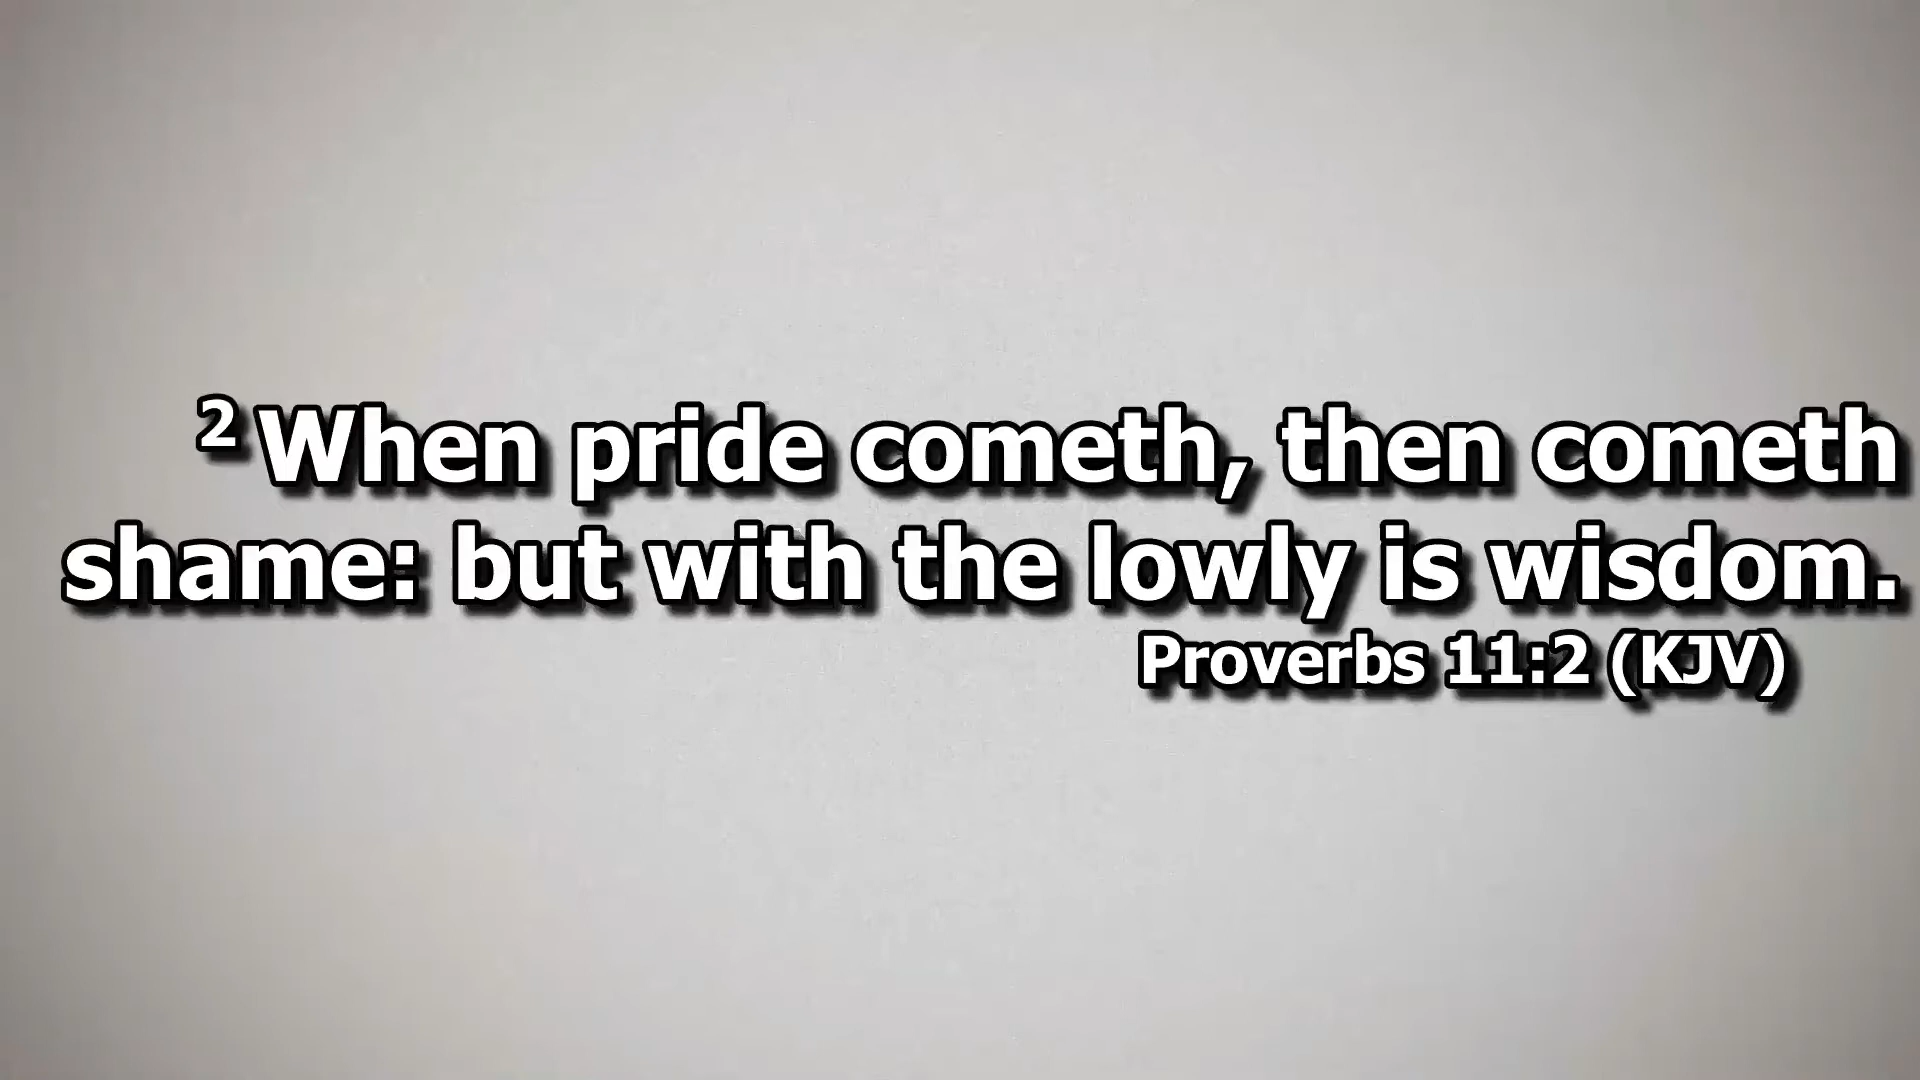 2 When pride cometh, then cometh
shame: but with the lowly is wisdom.
Proverbs 11:2 (KJV)